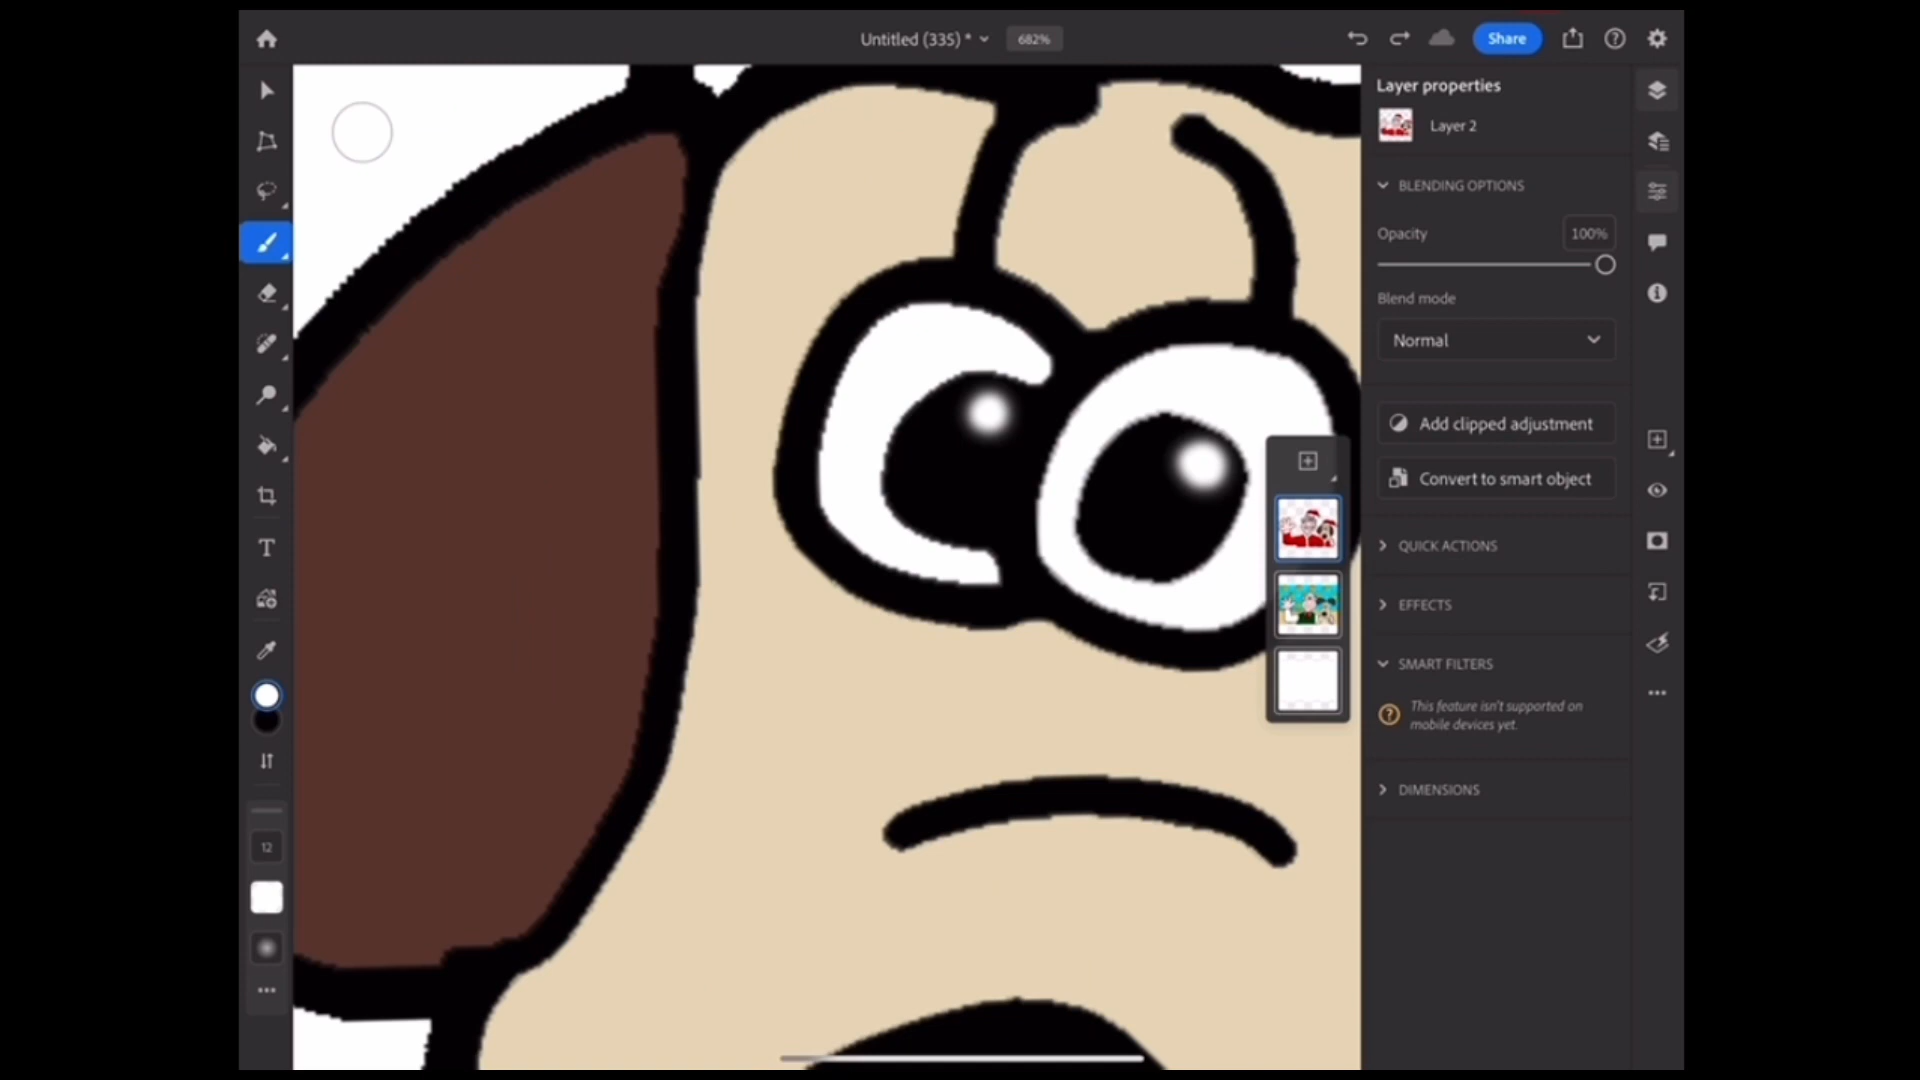 Untitled (335) *
682%
Share
Layer properties
Layer 2
BLENDING OPTIONS
Opacity
100%
Blend mode
Normal
Add clipped adjustment
Convert to smart object
QUICK ACTIONS
EFFECTS
SMART FILTERS
This feature isn't supported on
mobile devices yet.
DIMENSIONS
12